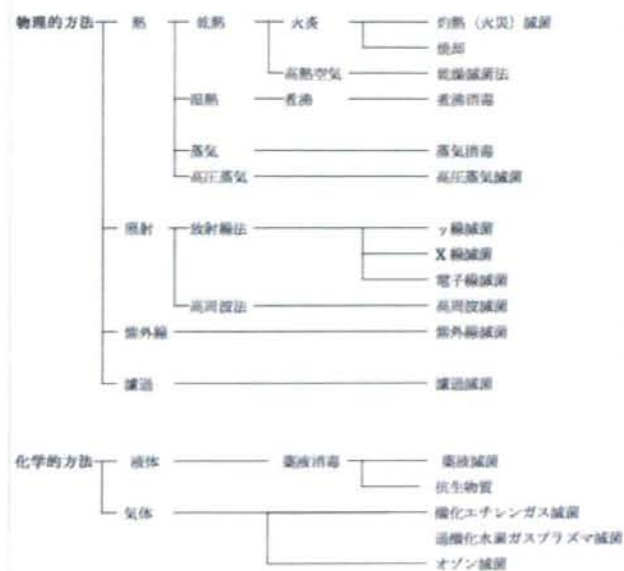 物理的方法 熱 乾熱 火炎 灼熱（火災）滅菌
焼却
高熱空気 乾燥滅菌法
湿熱 煮沸 煮沸消毒
蒸気 蒸気消毒
高圧蒸気 高圧蒸気滅菌
照射 放射線法 γ線滅菌
X線滅菌
電子線滅菌
高周波法 高周波滅菌
紫外線 紫外線滅菌
濾過 濾過滅菌
化学的方法 液体 薬液消毒 薬液滅菌
抗生物質
気体 酸化エチレンガス滅菌
過酸化水素ガスプラズマ滅菌
オゾン滅菌